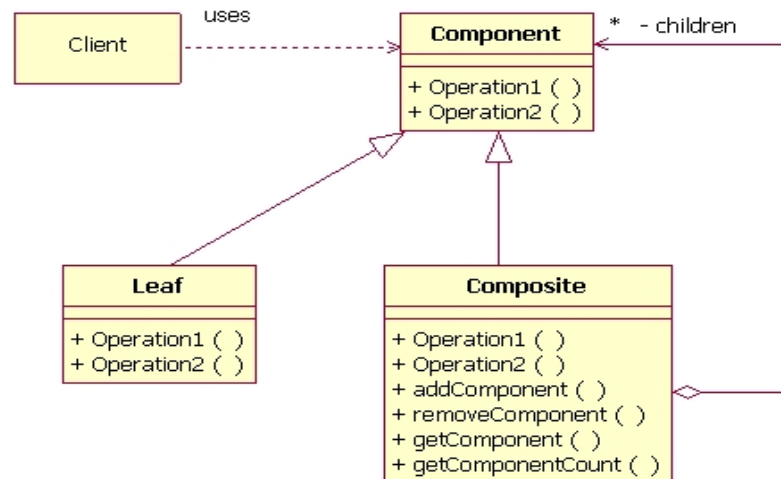 uses
Client
Component
* - children
+ Operation1 ( )
+ Operation2 ( )
Leaf
+ Operation1 ( )
+ Operation2 ( )
Composite
+ Operation1 ( )
+ Operation2 ( )
+ addComponent ( )
+ removeComponent ( )
+ getComponent ( )
+ getComponentCount ( )